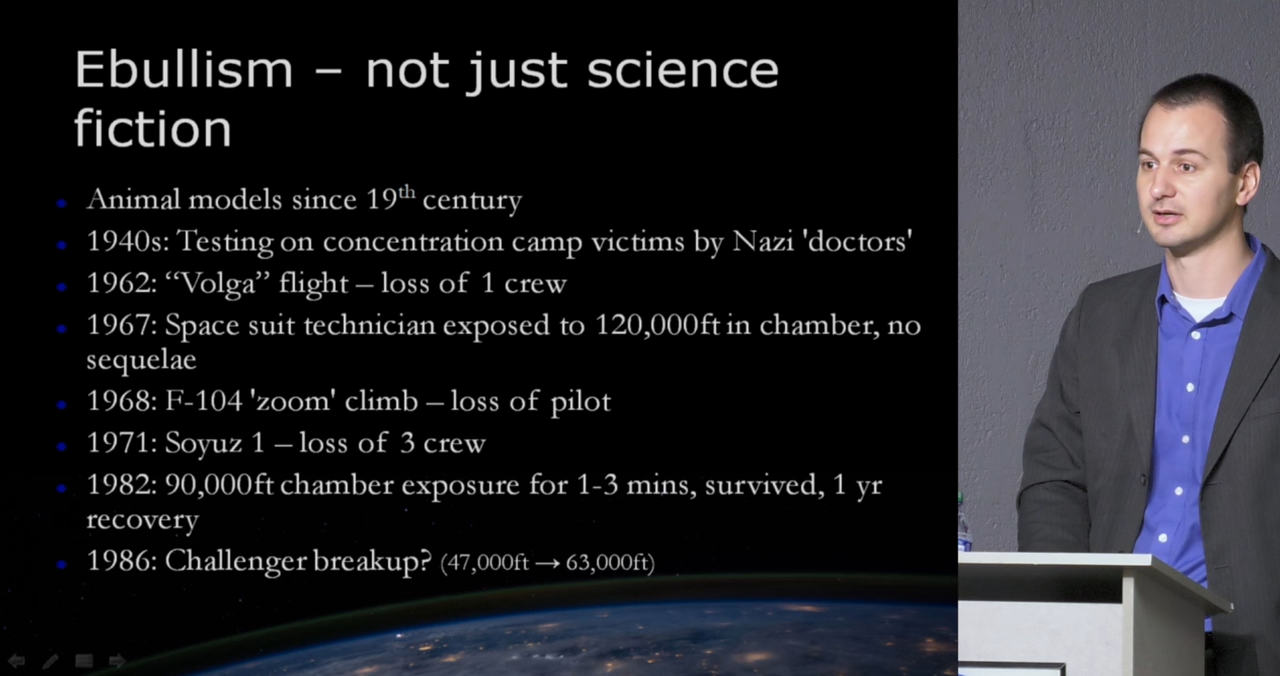 Ebullism – not just science
fiction
Animal models since 19th century
1940s: Testing on concentration camp victims by Nazi 'doctors'
1962: “Volga” flight – loss of 1 crew
1967: Space suit technician exposed to 120,000ft in chamber, no
sequelae
1968: F-104 'zoom' climb – loss of pilot
1971: Soyuz 1 – loss of 3 crew
1982: 90,000ft chamber exposure for 1-3 mins, survived, 1 yr
recovery
1986: Challenger breakup? (47,000ft → 63,000ft)